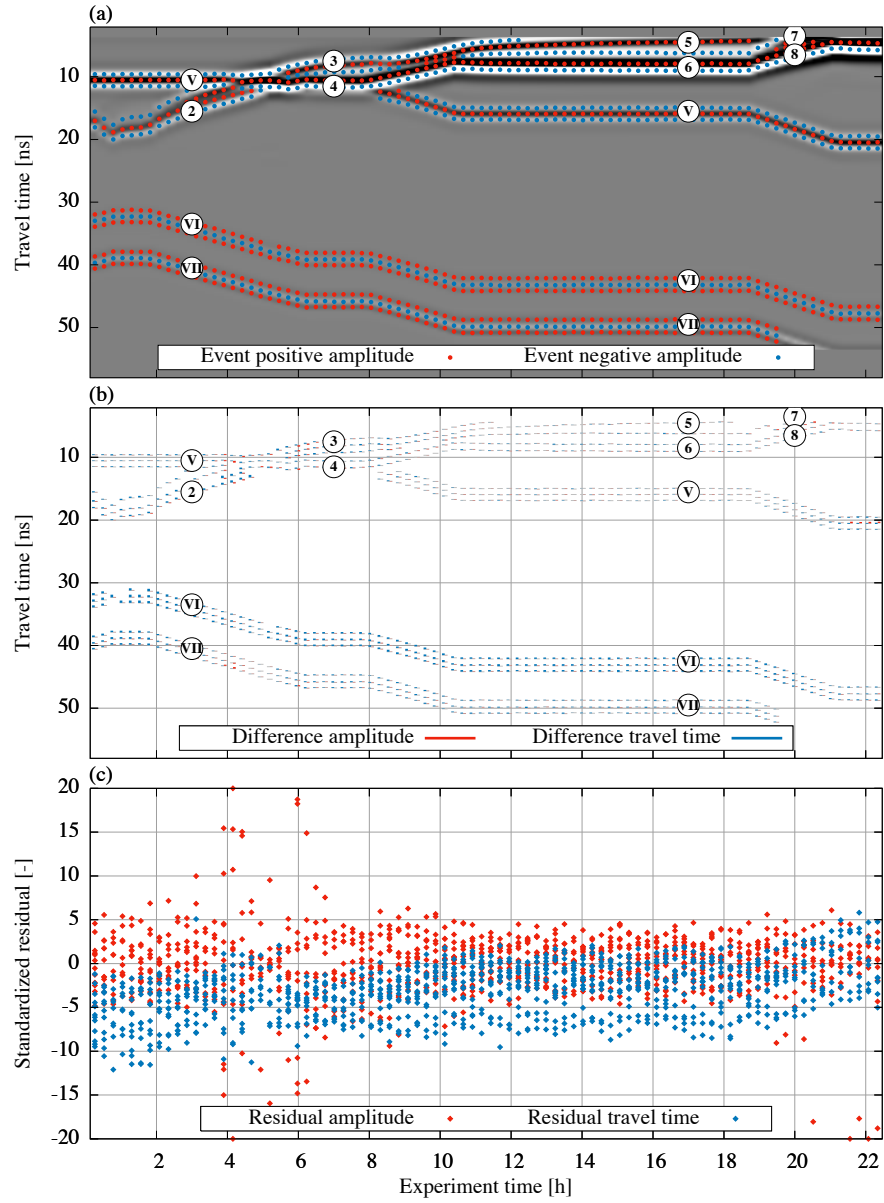 (a)
10
20
30
40
50
Travel time [ns]
V
2
3
4
5
6
7
8
V
VI
VII
VI
VII
Event positive amplitude
Event negative amplitude
(b)
10
20
30
40
50
Travel time [ns]
V
2
3
4
5
6
7
8
V
VI
VII
VI
VII
Difference amplitude
Difference travel time
(c)
20
15
10
5
0
-5
-10
-15
-20
Standardized residual [-]
Residual amplitude
Residual travel time
2 4 6 8 10 12 14 16 18 20 22
Experiment time [h]